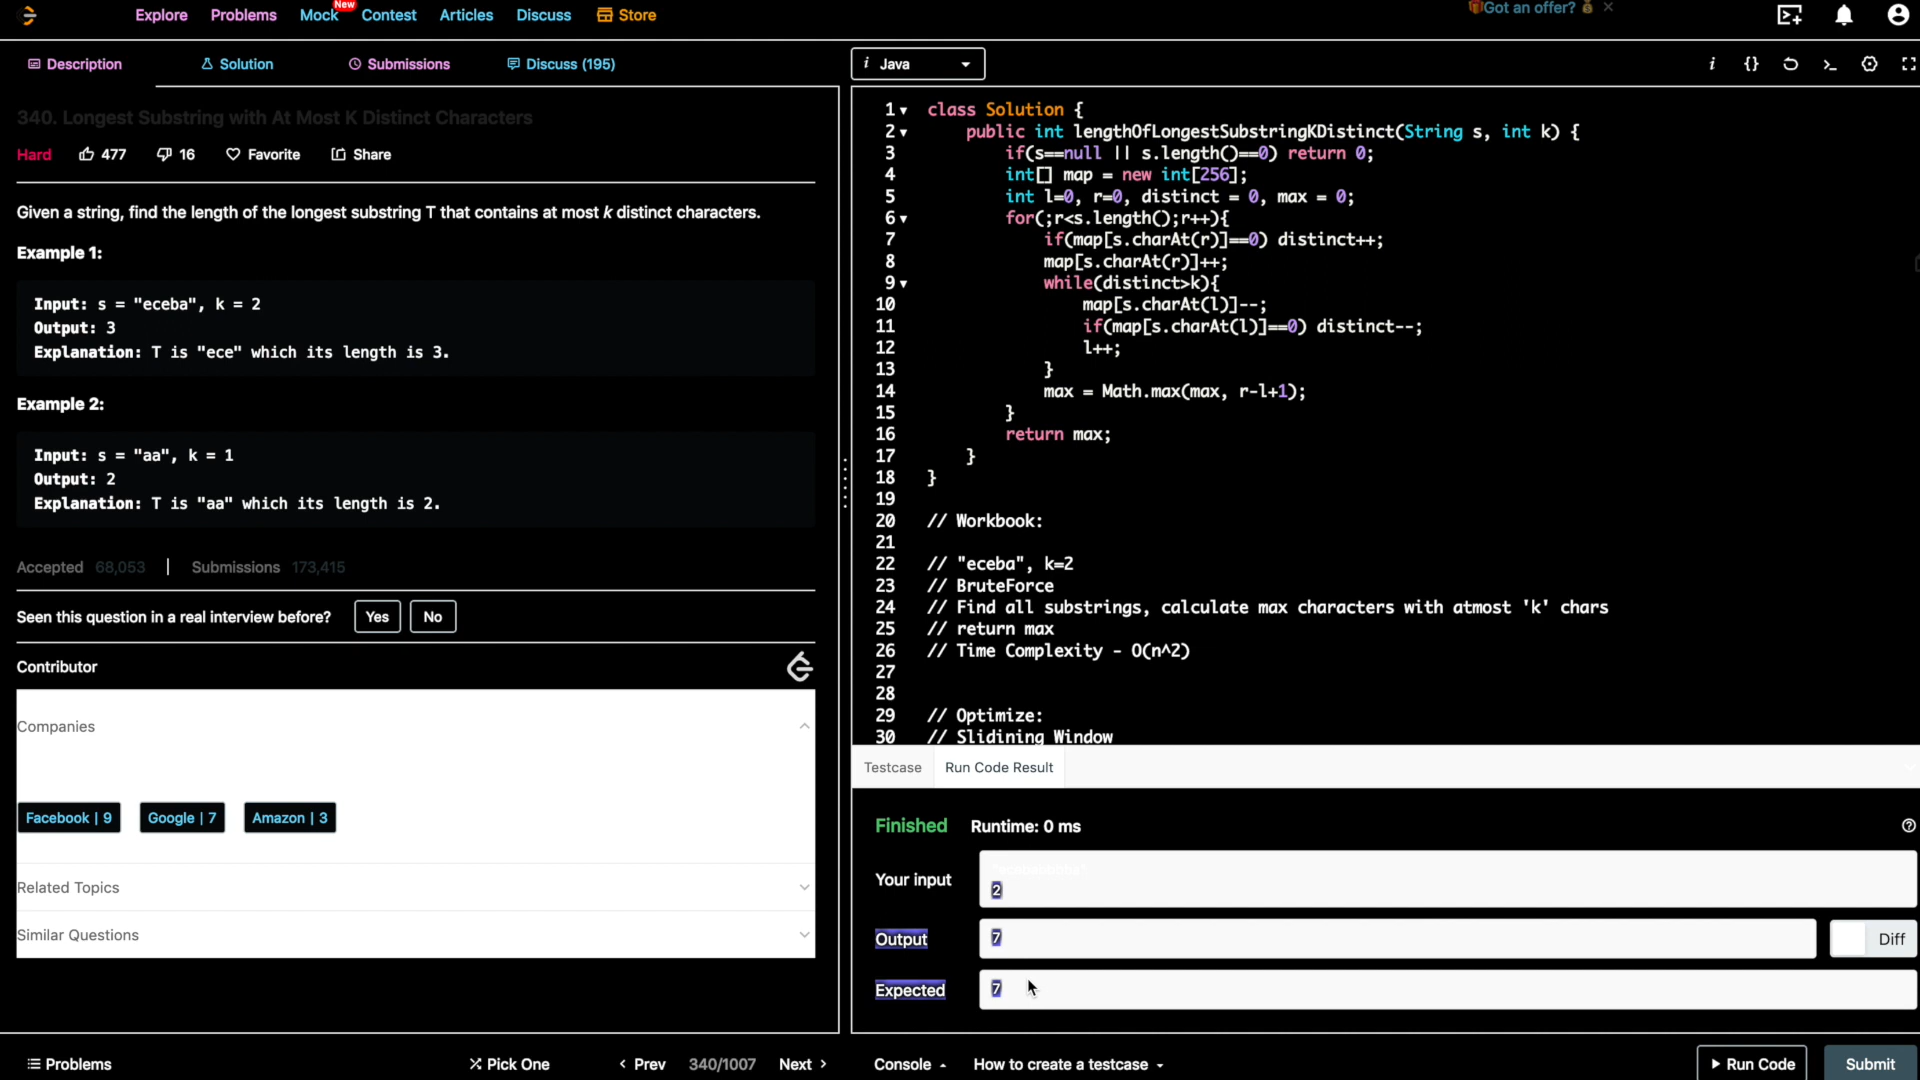 Explore Problems Mock New Contest Articles Discuss Store
Got an offer?
Description Solution Submissions Discuss (195)
340. Longest Substring with At Most K Distinct Characters
Hard 477 16 Favorite Share
Given a string, find the length of the longest substring T that contains at most k distinct characters.
Example 1:
Input: s = "eceba", k = 2
Output: 3
Explanation: T is "ece" which its length is 3.
Example 2:
Input: s = "aa", k = 1
Output: 2
Explanation: T is "aa" which its length is 2.
Accepted 68,053 | Submissions 173,415
Seen this question in a real interview before? Yes No
Contributor
Companies
Facebook | 9 Google | 7 Amazon | 3
Related Topics
Similar Questions
Problems Pick One Prev 340/1007 Next
i Java i {}
1 class Solution {
2 public int lengthOfLongestSubstringKDistinct(String s, int k) {
3 if(s==null || s.length()==0) return 0;
4 int[] map = new int[256];
5 int l=0, r=0, distinct = 0, max = 0;
6 for(;r<s.length();r++){
7 if(map[s.charAt(r)]==0) distinct++;
8 map[s.charAt(r)]++;
9 while(distinct>k){
10 map[s.charAt(l)]--;
11 if(map[s.charAt(l)]==0) distinct--;
12 l++;
13 }
14 max = Math.max(max, r-l+1);
15 }
16 return max;
17 }
18 }
19
20 // Workbook:
21
22 // "eceba", k=2
23 // BruteForce
24 // Find all substrings, calculate max characters with atmost 'k' chars
25 // return max
26 // Time Complexity - O(n^2)
27
28
29 // Optimize:
30 // Slidining Window
Testcase Run Code Result
Finished Runtime: 0 ms
Your input
2
Output 7 Diff
Expected 7
Console How to create a testcase Run Code Submit